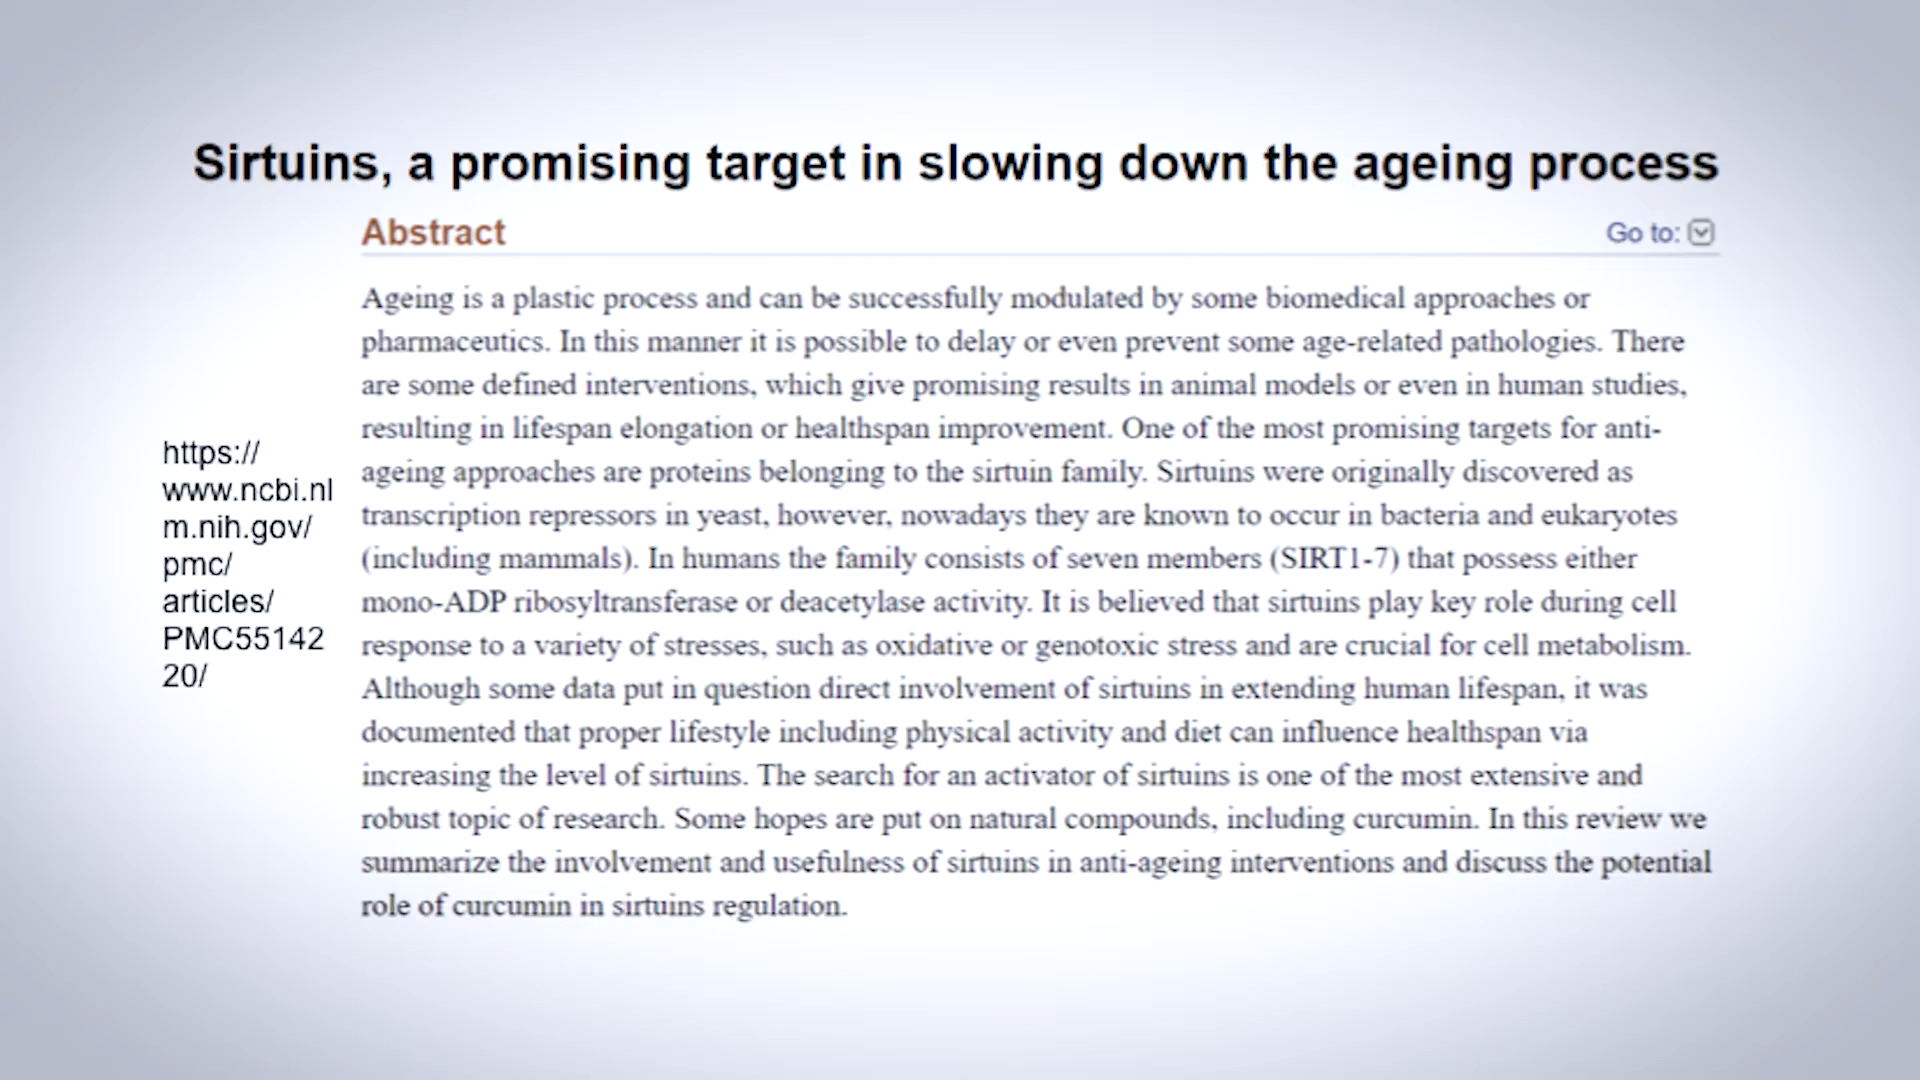 Sirtuins, a promising target in slowing down the ageing process
Abstract
Go to:
Ageing is a plastic process and can be successfully modulated by some biomedical approaches or
pharmaceutics. In this manner it is possible to delay or even prevent some age-related pathologies. There
are some defined interventions, which give promising results in animal models or even in human studies,
resulting in lifespan elongation or healthspan improvement. One of the most promising targets for anti-
ageing approaches are proteins belonging to the sirtuin family. Sirtuins were originally discovered as
transcription repressors in yeast, however, nowadays they are known to occur in bacteria and eukaryotes
(including mammals). In humans the family consists of seven members (SIRT1-7) that possess either
mono-ADP ribosyltransferase or deacetylase activity. It is believed that sirtuins play key role during cell
response to a variety of stresses, such as oxidative or genotoxic stress and are crucial for cell metabolism.
Although some data put in question direct involvement of sirtuins in extending human lifespan, it was
documented that proper lifestyle including physical activity and diet can influence healthspan via
increasing the level of sirtuins. The search for an activator of sirtuins is one of the most extensive and
robust topic of research. Some hopes are put on natural compounds, including curcumin. In this review we
summarize the involvement and usefulness of sirtuins in anti-ageing interventions and discuss the potential
role of curcumin in sirtuins regulation.
https://
www.ncbi.nl
m.nih.gov/
pmc/
articles/
PMC55142
20/